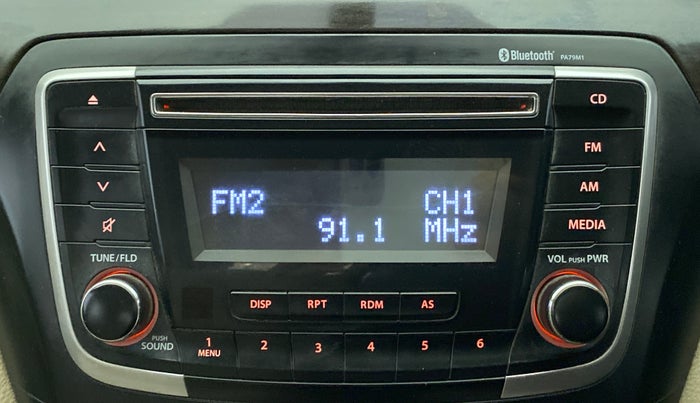 Bluetooth PA79M1
CD
FM
AM
MEDIA
FM2 CH1
91.1 MHz
TUNE/FLD
VOL PUSH PWR
DISP RPT RDM AS
PUSH
SOUND
1 2 3 4 5 6
MENU